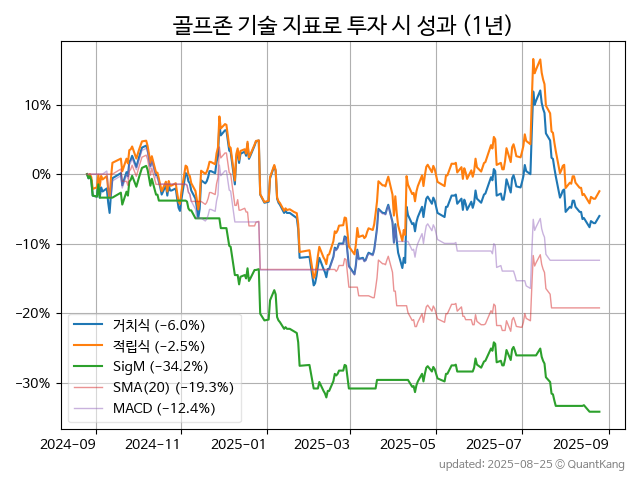 골프존 기술 지표로 투자 시 성과 (1년)
10%
0%
−10%
−20%
−30%
거치식 (−6.0%)
적립식 (−2.5%)
SigM (−34.2%)
SMA(20) (−19.3%)
MACD (−12.4%)
2024-09 2024-11 2025-01 2025-03 2025-05 2025-07 2025-09
updated: 2025-08-25 ⓒ QuantKang